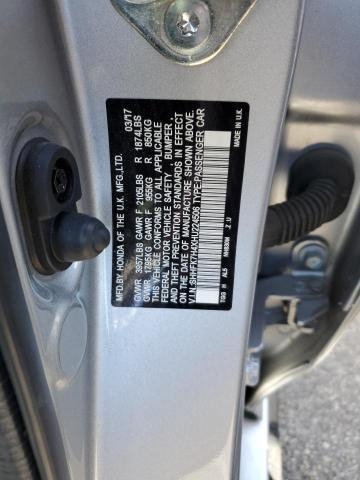 MFD. BY HONDA OF THE U.K. MFG.,LTD. 03/17
GVWR 3957LBS GAWR F 2105LBS R 1874LBS
GVWR 1795KG GAWR F 955KG R 850KG
THIS VEHICLE CONFORMS TO ALL APPLICABLE
FEDERAL MOTOR VEHICLE SAFETY, BUMPER,
AND THEFT PREVENTION STANDARDS IN EFFECT
ON THE DATE OF MANUFACTURE SHOWN ABOVE.
V.I.N.: TYPE:PASSENGER CAR
MADE IN U.K.